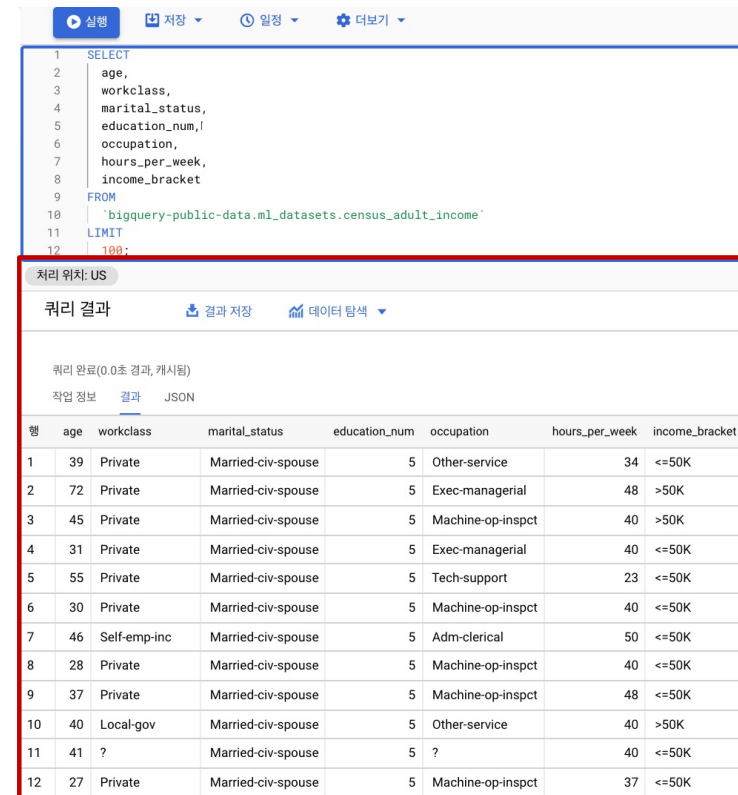 실행 저장 일정 더보기
1 SELECT
2 age,
3 workclass,
4 marital_status,
5 education_num,
6 occupation,
7 hours_per_week,
8 income_bracket
9 FROM
10 `bigquery-public-data.ml_datasets.census_adult_income`
11 LIMIT
12 100;
처리 위치: US
쿼리 결과 결과 저장 데이터 탐색
쿼리 완료(0.0초 경과, 캐시됨)
작업 정보 결과 JSON
행 age workclass marital_status education_num occupation hours_per_week income_bracket
1 39 Private Married-civ-spouse 5 Other-service 34 <=50K
2 72 Private Married-civ-spouse 5 Exec-managerial 48 >50K
3 45 Private Married-civ-spouse 5 Machine-op-inspct 40 >50K
4 31 Private Married-civ-spouse 5 Exec-managerial 40 <=50K
5 55 Private Married-civ-spouse 5 Tech-support 23 <=50K
6 30 Private Married-civ-spouse 5 Machine-op-inspct 40 <=50K
7 46 Self-emp-inc Married-civ-spouse 5 Adm-clerical 50 <=50K
8 28 Private Married-civ-spouse 5 Machine-op-inspct 40 <=50K
9 37 Private Married-civ-spouse 5 Machine-op-inspct 48 <=50K
10 40 Local-gov Married-civ-spouse 5 Other-service 40 >50K
11 41 ? Married-civ-spouse 5 ? 40 <=50K
12 27 Private Married-civ-spouse 5 Machine-op-inspct 37 <=50K